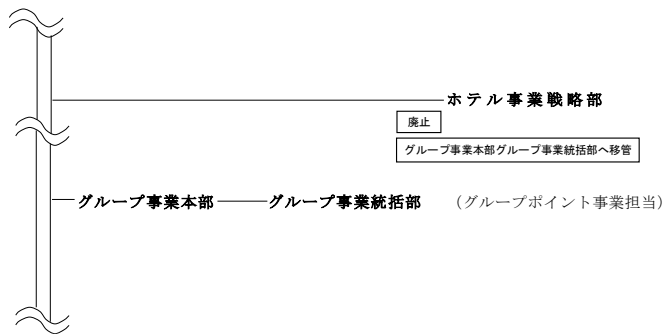 ホテル事業戦略部
廃止
グループ事業本部グループ事業統括部へ移管
グループ事業本部 グループ事業統括部 （グループポイント事業担当）